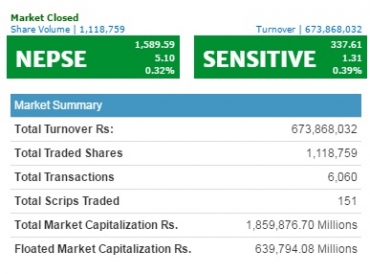 Market Closed
Share Volume | 1,118,759
Turnover | 673,868,032
NEPSE
1,589.59
5.10
0.32%
SENSITIVE
337.61
1.31
0.39%
Market Summary
Total Turnover Rs: 673,868,032
Total Traded Shares 1,118,759
Total Transactions 6,060
Total Scrips Traded 151
Total Market Capitalization Rs. 1,859,876.70 Millions
Floated Market Capitalization Rs. 639,794.08 Millions